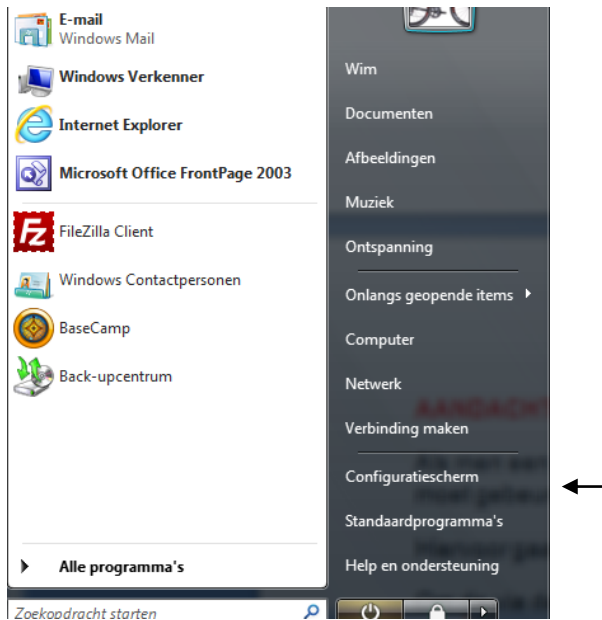 E-mail
Windows Mail
Windows Verkenner
Internet Explorer
Microsoft Office FrontPage 2003
FileZilla Client
Windows Contactpersonen
BaseCamp
Back-upcentrum
Alle programma's
Zoekopdracht starten
Wim
Documenten
Afbeeldingen
Muziek
Ontspanning
Onlangs geopende items
Computer
Netwerk
Verbinding maken
Configuratiescherm
Standaardprogramma's
Help en ondersteuning
AANDACHT